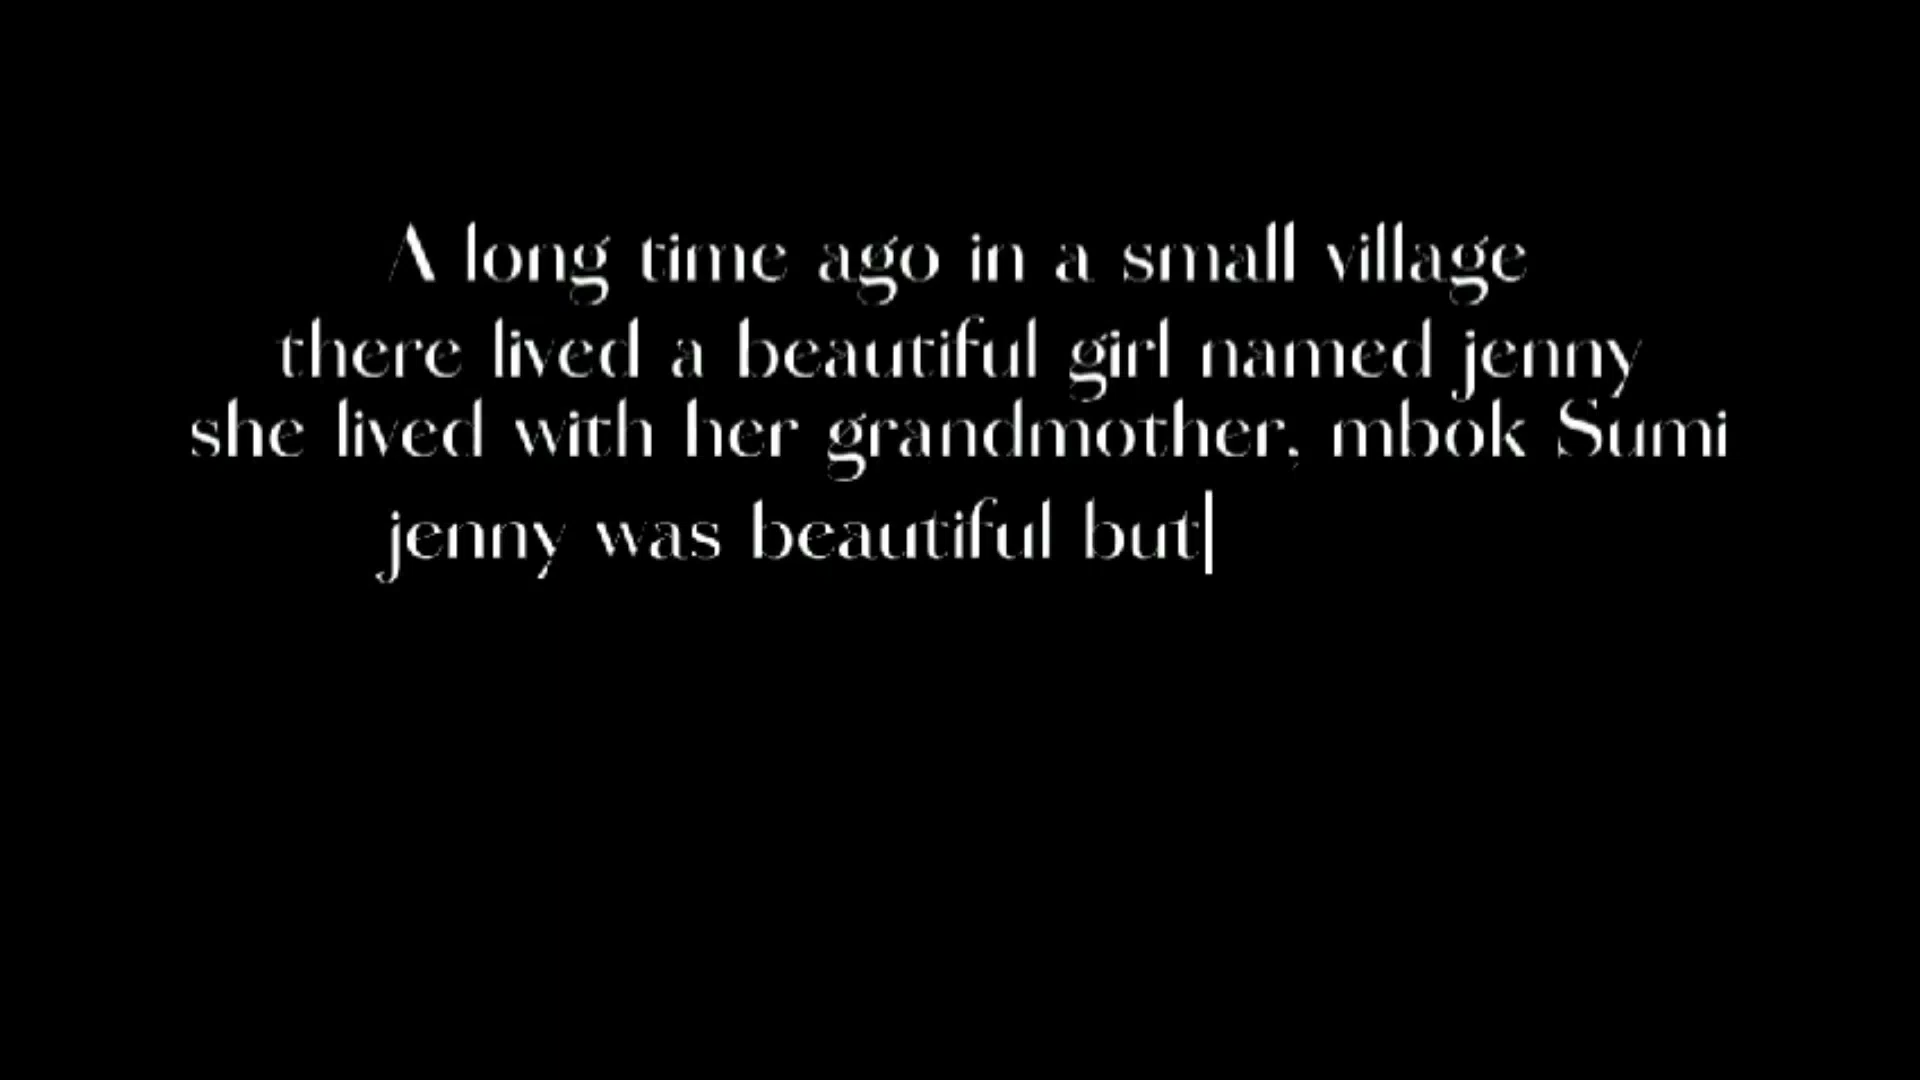 A long time ago in a small village
there lived a beautiful girl named jenny
she lived with her grandmother, mbok Sumi
jenny was beautiful but